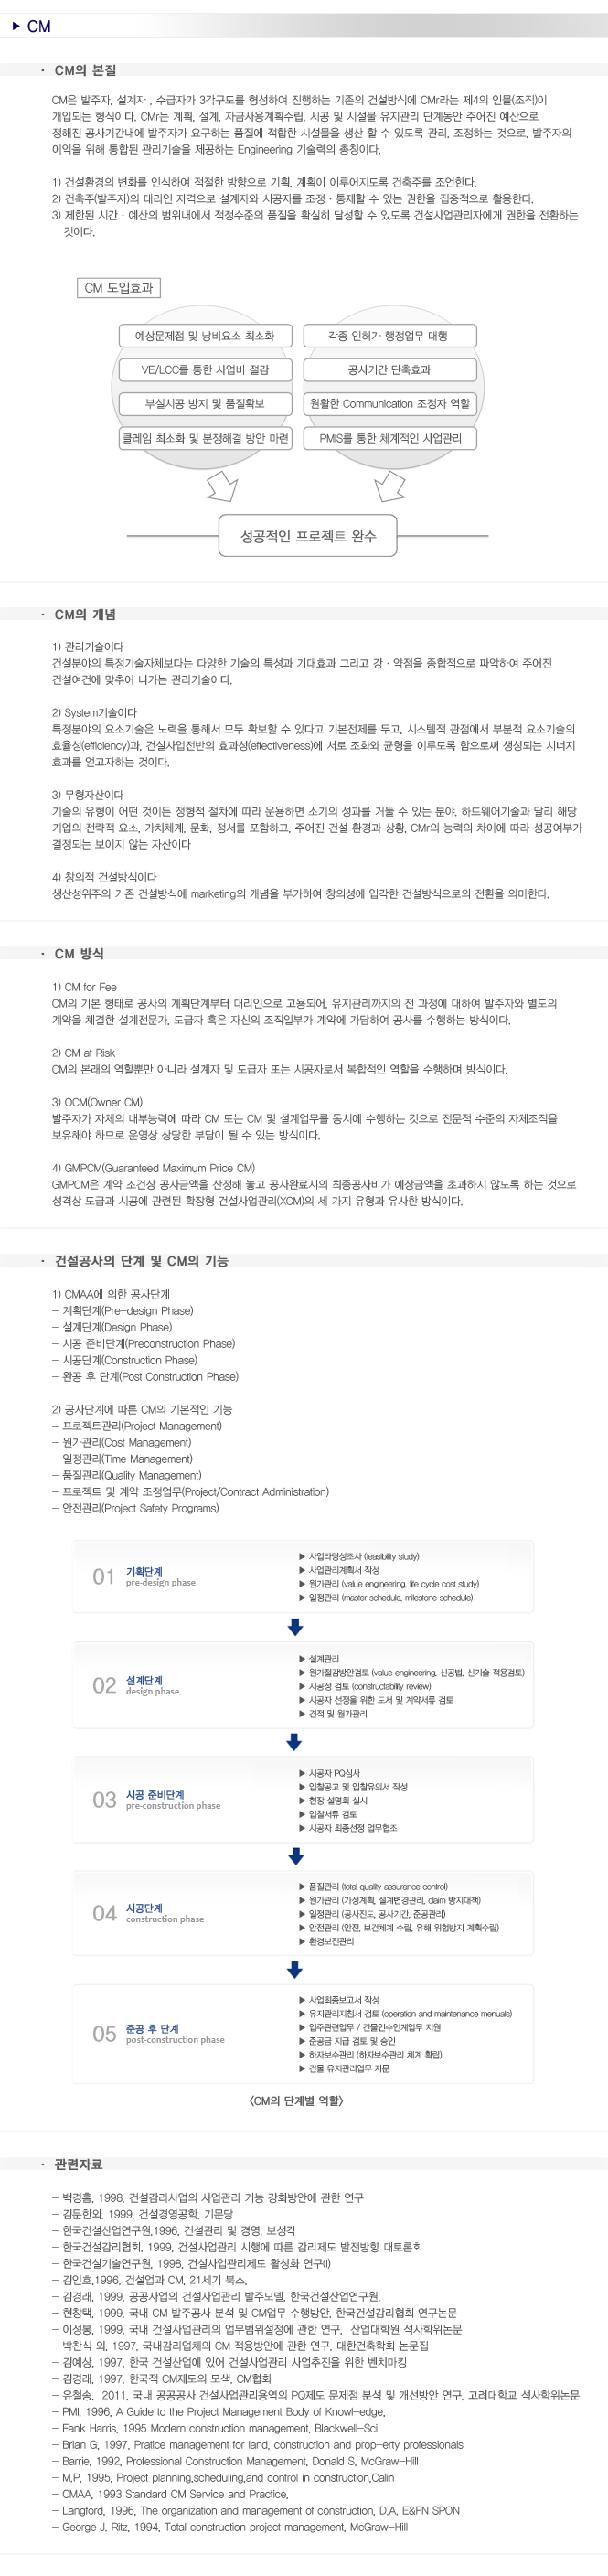 CM
· CM의 본질
CM은 발주자, 설계자 , 수급자가 3각구도를 형성하여 진행하는 기존의 건설방식에 CMr라는 제4의 인물(조직)이
개입되는 형식이다. CMr는 계획, 설계, 자금사용계획수립, 시공 및 시설물 유지관리 단계동안 주어진 예산으로
정해진 공사기간내에 발주자가 요구하는 품질에 적합한 시설물을 생산 할 수 있도록 관리, 조정하는 것으로, 발주자의
이익을 위해 통합된 관리기술을 제공하는 Engineering 기술력의 총칭이다.
1) 건설환경의 변화를 인식하여 적절한 방향으로 기획, 계획이 이루어지도록 건축주를 조언한다.
2) 건축주(발주자)의 대리인 자격으로 설계자와 시공자를 조정 · 통제할 수 있는 권한을 집중적으로 활용한다.
3) 제한된 시간 · 예산의 범위내에서 적정수준의 품질을 확실히 달성할 수 있도록 건설사업관리자에게 권한을 전환하는
것이다.
CM 도입효과
예상문제점 및 낭비요소 최소화
각종 인허가 행정업무 대행
VE/LCC를 통한 사업비 절감
공사기간 단축효과
부실시공 방지 및 품질확보
원활한 Communication 조정자 역할
클레임 최소화 및 분쟁해결 방안 마련
PMIS를 통한 체계적인 사업관리
성공적인 프로젝트 완수
· CM의 개념
1) 관리기술이다
건설분야의 특정기술자체보다는 다양한 기술의 특성과 기대효과 그리고 강 · 약점을 종합적으로 파악하여 주어진
건설여건에 맞추어 나가는 관리기술이다.
2) System기술이다
특정분야의 요소기술은 노력을 통해서 모두 확보할 수 있다고 기본전제를 두고, 시스템적 관점에서 부분적 요소기술의
효율성(efficiency)과, 건설사업전반의 효과성(effectiveness)에 서로 조화와 균형을 이루도록 함으로써 생성되는 시너지
효과를 얻고자하는 것이다.
3) 무형자산이다
기술의 유형이 어떤 것이든 정형적 절차에 따라 운용하면 소기의 성과를 거둘 수 있는 분야, 하드웨어기술과 달리 해당
기업의 전략적 요소, 가치체계, 문화, 정서를 포함하고, 주어진 건설 환경과 상황, CMr의 능력의 차이에 따라 성공여부가
결정되는 보이지 않는 자산이다
4) 창의적 건설방식이다
생산성위주의 기존 건설방식에 marketing의 개념을 부가하여 창의성에 입각한 건설방식으로의 전환을 의미한다.
· CM 방식
1) CM for Fee
CM의 기본 형태로 공사의 계획단계부터 대리인으로 고용되어, 유지관리까지의 전 과정에 대하여 발주자와 별도의
계약을 체결한 설계전문가, 도급자 혹은 자신의 조직일부가 계약에 가담하여 공사를 수행하는 방식이다.
2) CM at Risk
CM의 본래의 역할뿐만 아니라 설계자 및 도급자 또는 시공자로서 복합적인 역할을 수행하며 방식이다.
3) OCM(Owner CM)
발주자가 자체의 내부능력에 따라 CM 또는 CM 및 설계업무를 동시에 수행하는 것으로 전문적 수준의 자체조직을
보유해야 하므로 운영상 상당한 부담이 될 수 있는 방식이다.
4) GMPCM(Guaranteed Maximum Price CM)
GMPCM은 계약 조건상 공사금액을 산정해 놓고 공사완료시의 최종공사비가 예상금액을 초과하지 않도록 하는 것으로
성격상 도급과 시공에 관련된 확장형 건설사업관리(XCM)의 세 가지 유형과 유사한 방식이다.
· 건설공사의 단계 및 CM의 기능
1) CMAA에 의한 공사단계
– 계획단계(Pre-design Phase)
– 설계단계(Design Phase)
– 시공 준비단계(Preconstruction Phase)
– 시공단계(Construction Phase)
– 완공 후 단계(Post Construction Phase)
2) 공사단계에 따른 CM의 기본적인 기능
– 프로젝트관리(Project Management)
– 원가관리(Cost Management)
– 일정관리(Time Management)
– 품질관리(Quality Management)
– 프로젝트 및 계약 조정업무(Project/Contract Administration)
– 안전관리(Project Safety Programs)
01 기획단계
pre-design phase
▶ 사업타당성조사 (feasibility study)
▶ 사업관리계획서 작성
▶ 원가관리 (value engineering, life cycle cost study)
▶ 일정관리 (master schedule, milestone schedule)
02 설계단계
design phase
▶ 설계관리
▶ 원가절감방안검토 (value engineering, 신공법, 신기술 적용검토)
▶ 시공성 검토 (constructability review)
▶ 시공자 선정을 위한 도서 및 계약서류 검토
▶ 견적 및 원가관리
03 시공 준비단계
pre-construction phase
▶ 시공자 PQ심사
▶ 입찰공고 및 입찰유의서 작성
▶ 현장 설명회 실시
▶ 입찰서류 검토
▶ 시공자 최종선정 업무협조
04 시공단계
construction phase
▶ 품질관리 (total quality assurance control)
▶ 원가관리 (가성계획, 설계변경관리, claim 방지대책)
▶ 일정관리 (공사진도, 공사기간, 준공관리)
▶ 안전관리 (안전, 보건체계 수립, 유해 위험방지 계획수립)
▶ 환경보전관리
05 준공 후 단계
post-construction phase
▶ 사업최종보고서 작성
▶ 유지관리지침서 검토 (operation and maintenance menuals)
▶ 입주관련업무 / 건물인수인계업무 지원
▶ 준공금 지급 검토 및 승인
▶ 하자보수관리 (하자보수관리 체계 확립)
▶ 건물 유지관리업무 자문
〈CM의 단계별 역할〉
· 관련자료
– 백경흠, 1998, 건설감리사업의 사업관리 기능 강화방안에 관한 연구
– 김문한외, 1999, 건설경영공학, 기문당
– 한국건설산업연구원,1996, 건설관리 및 경영, 보성각
– 한국건설감리협회, 1999, 건설사업관리 시행에 따른 감리제도 발전방향 대토론회
– 한국건설기술연구원, 1998, 건설사업관리제도 활성화 연구(I)
– 김인호,1996, 건설업과 CM, 21세기 북스,
– 김경래, 1999, 공공사업의 건설사업관리 발주모델, 한국건설산업연구원,
– 현창택, 1999, 국내 CM 발주공사 분석 및 CM업무 수행방안, 한국건설감리협회 연구논문
– 이성봉, 1999, 국내 건설사업관리의 업무범위설정에 관한 연구, 산업대학원 석사학위논문
– 박찬식 외, 1997, 국내감리업체의 CM 적용방안에 관한 연구, 대한건축학회 논문집
– 김예상, 1997, 한국 건설산업에 있어 건설사업관리 사업추진을 위한 벤치마킹
– 김경래, 1997, 한국적 CM제도의 모색, CM협회
– 유철송, 2011, 국내 공공공사 건설사업관리용역의 PQ제도 문제점 분석 및 개선방안 연구, 고려대학교 석사학위논문
– PMI, 1996, A Guide to the Project Management Body of Knowl-edge,
– Fank Harris, 1995 Modern construction management, Blackwell-Sci
– Brian G, 1997, Pratice management for land, construction and prop-erty professionals
– Barrie, 1992, Professional Construction Management, Donald S, McGraw-Hill
– M,P, 1995, Project planning,scheduling,and control in construction,Calin
– CMAA, 1993 Standard CM Service and Practice,
– Langford, 1996, The organization and management of construction, D,A, E&FN SPON
– George J, Ritz, 1994, Total construction project management, McGraw-Hill